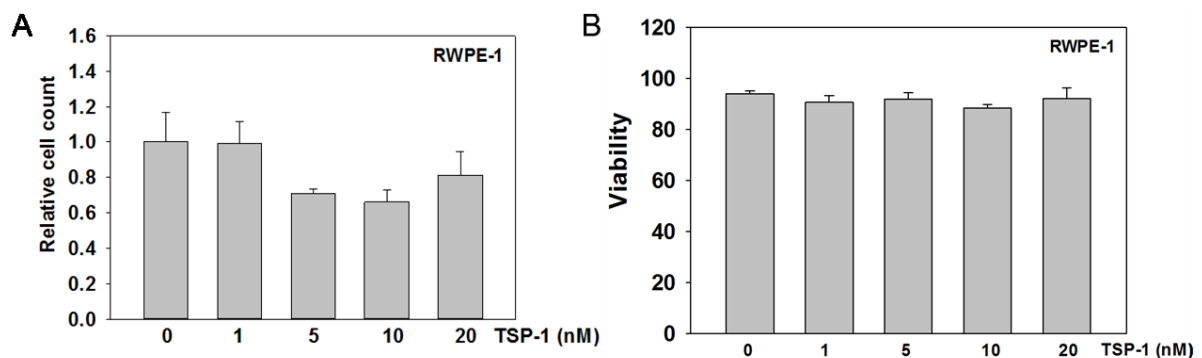 A
Relative cell count
1.6
1.4
1.2
1.0
0.8
0.6
0.4
0.2
0.0
RWPE-1
0 1 5 10 20 TSP-1 (nM)
B
Viability
120
100
80
60
40
20
0
RWPE-1
0 1 5 10 20 TSP-1 (nM)